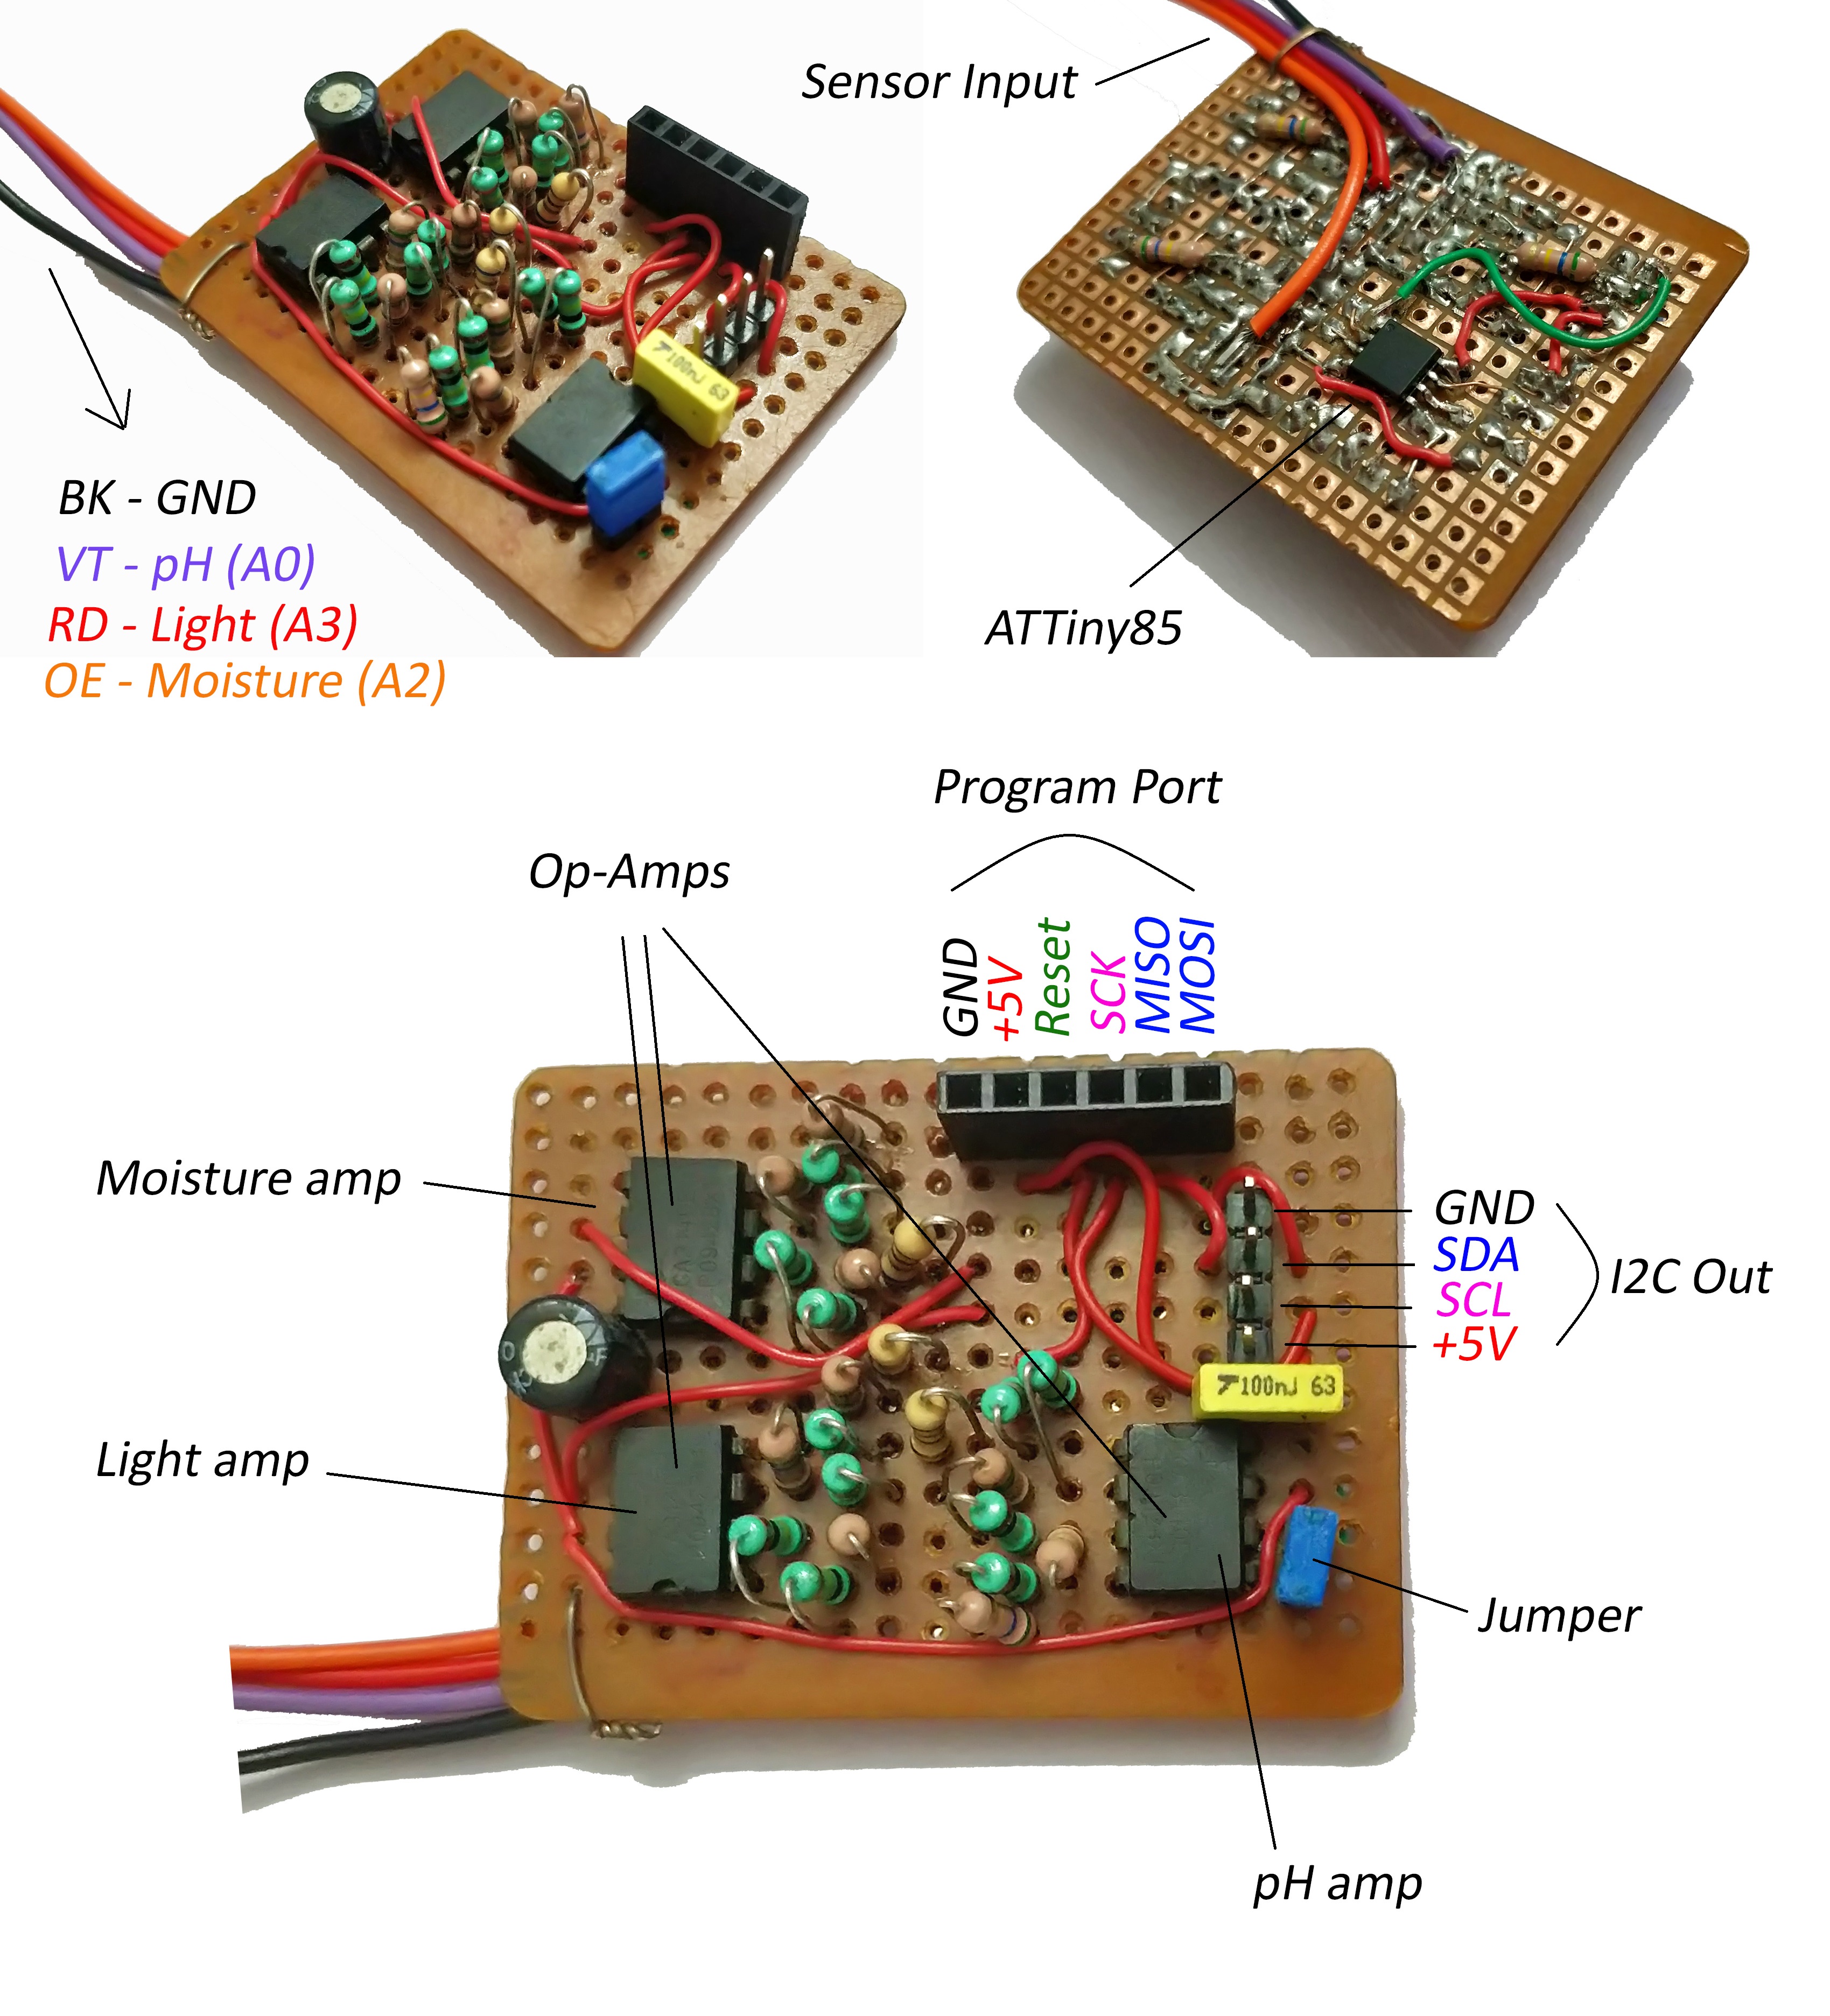 Sensor Input
BK - GND
VT - pH (A0)
RD - Light (A3)
OE - Moisture (A2)
ATTiny85
100nJ 63
Program Port
Op-Amps
GND
+5V
Reset
SCK
MISO
MOSI
Moisture amp
GND
SDA
SCL
+5V
I2C Out
100nJ 63
Light amp
Jumper
pH amp